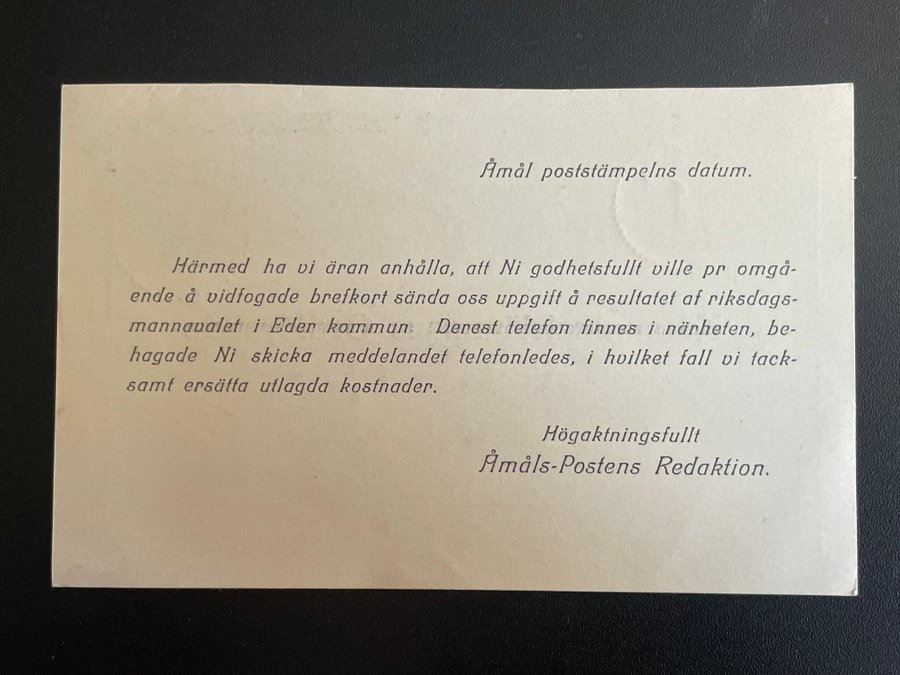 Åmål poststämpelns datum.
Härmed ha vi äran anhålla, att Ni godhetsfullt ville pr omgå-
ende å vidfogade brefkort sända oss uppgift å resultatet af riksdags-
mannavalet i Eder kommun. Derest telefon finnes i närheten, be-
hagade Ni skicka meddelandet telefonledes, i hvilket fall vi tack-
samt ersätta utlagda kostnader.
Högaktningsfullt
Åmåls-Postens Redaktion.